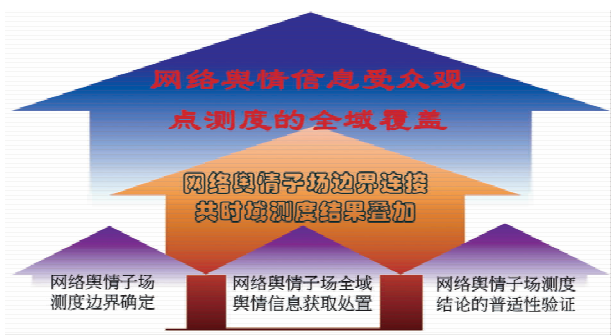 网络舆情信息受众观
点测度的全域覆盖
网络舆情子场边界连接
共时域测度结果叠加
网络舆情子场
测度边界确定
网络舆情子场全域
舆情信息获取处置
网络舆情子场测度
结论的普适性验证